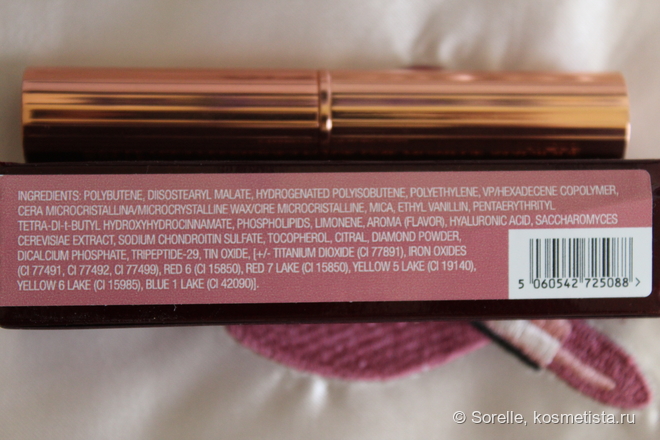 INGREDIENTS: POLYBUTENE, DIISOSTEARYL MALATE, HYDROGENATED POLYISOBUTENE, POLYETHYLENE, VP/HEXADECENE COPOLYMER,
CERA MICROCRISTALLINA/MICROCRYSTALLINE WAX/CIRE MICROCRISTALLINE, MICA, ETHYL VANILLIN, PENTAERYTHRITYL
TETRA-DI-t-BUTYL HYDROXYHYDROCINNAMATE, PHOSPHOLIPIDS, LIMONENE, AROMA (FLAVOR), HYALURONIC ACID, SACCHAROMYCES
CEREVISIAE EXTRACT, SODIUM CHONDROITIN SULFATE, TOCOPHEROL, CITRAL, DIAMOND POWDER,
DICALCIUM PHOSPHATE, TRIPEPTIDE-29, TIN OXIDE, [+/- TITANIUM DIOXIDE (CI 77891), IRON OXIDES
(CI 77491, CI 77492, CI 77499), RED 6 (CI 15850), RED 7 LAKE (CI 15850), YELLOW 5 LAKE (CI 19140),
YELLOW 6 LAKE (CI 15985), BLUE 1 LAKE (CI 42090)].
5 060542 725088 >
© Sorelle, kosmetista.ru